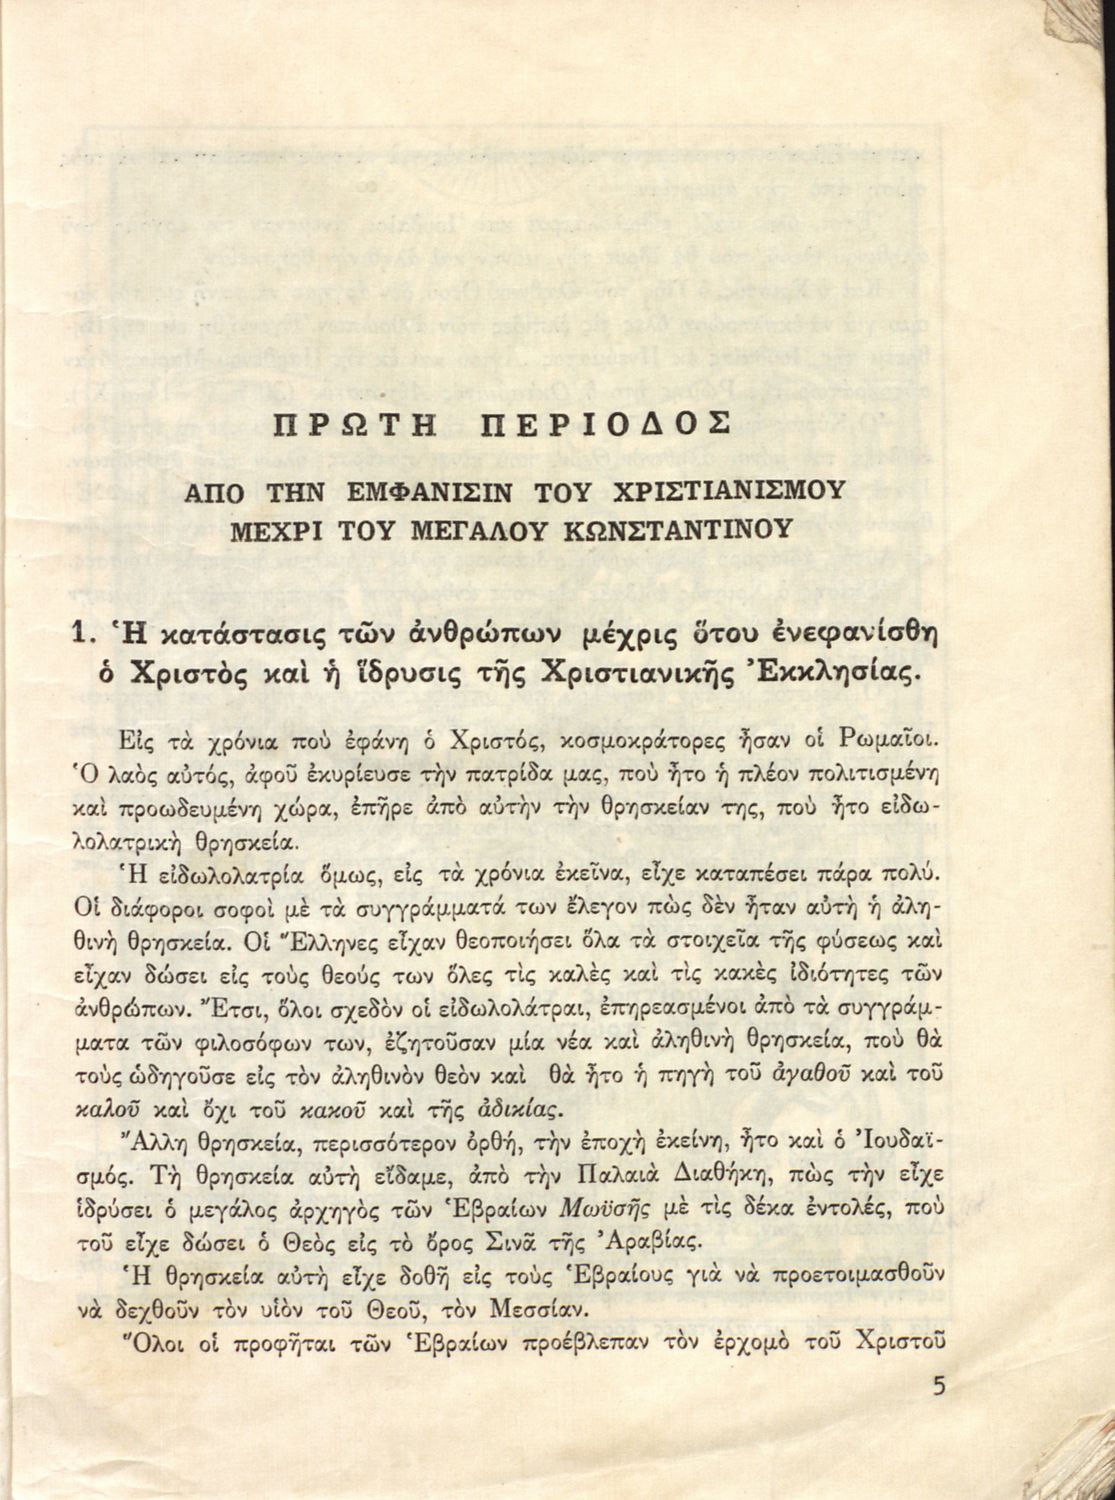 ΠΡΩΤΗ ΠΕΡΙΟΔΟΣ
ΑΠΟ ΤΗΝ ΕΜΦΑΝΙΣΙΝ ΤΟΥ ΧΡΙΣΤΙΑΝΙΣΜΟΥ
ΜΕΧΡΙ ΤΟΥ ΜΕΓΑΛΟΥ ΚΩΝΣΤΑΝΤΙΝΟΥ
1. Ἡ κατάστασις τῶν ἀνθρώπων μέχρις ὅτου ἐνεφανίσθη
ὁ Χριστὸς καὶ ἡ ἵδρυσις τῆς Χριστιανικῆς Ἐκκλησίας.
Εἰς τὰ χρόνια ποὺ ἐφάνη ὁ Χριστός, κοσμοκράτορες ἦσαν οἱ Ρωμαῖοι.
Ὁ λαὸς αὐτός, ἀφοῦ ἐκυρίευσε τὴν πατρίδα μας, ποὺ ἦτο ἡ πλέον πολιτισμένη
καὶ προωδευμένη χώρα, ἐπῆρε ἀπὸ αὐτὴν τὴν θρησκείαν της, ποὺ ἦτο εἰδω-
λολατρικὴ θρησκεία.
Ἡ εἰδωλολατρία ὅμως, εἰς τὰ χρόνια ἐκεῖνα, εἶχε καταπέσει πάρα πολύ.
Οἱ διάφοροι σοφοὶ μὲ τὰ συγγράμματά των ἔλεγον πὼς δὲν ἦταν αὐτὴ ἡ ἀλη-
θινὴ θρησκεία. Οἱ Ἕλληνες εἶχαν θεοποιήσει ὅλα τὰ στοιχεῖα τῆς φύσεως καὶ
εἶχαν δώσει εἰς τοὺς θεούς των ὅλες τὶς καλὲς καὶ τὶς κακὲς ἰδιότητες τῶν
ἀνθρώπων. Ἔτσι, ὅλοι σχεδὸν οἱ εἰδωλολάτραι, ἐπηρεασμένοι ἀπὸ τὰ συγγράμ-
ματα τῶν φιλοσόφων των, ἐζητοῦσαν μία νέα καὶ ἀληθινὴ θρησκεία, ποὺ θὰ
τοὺς ὡδηγοῦσε εἰς τὸν ἀληθινὸν θεὸν καὶ θὰ ἦτο ἡ πηγὴ τοῦ ἀγαθοῦ καὶ τοῦ
καλοῦ καὶ ὄχι τοῦ κακοῦ καὶ τῆς ἀδικίας.
Ἄλλη θρησκεία, περισσότερον ὀρθή, τὴν ἐποχὴ ἐκείνη, ἦτο καὶ ὁ Ἰουδαϊ-
σμός. Τὴ θρησκεία αὐτὴ εἴδαμε, ἀπὸ τὴν Παλαιὰ Διαθήκη, πὼς τὴν εἶχε
ἱδρύσει ὁ μεγάλος ἀρχηγὸς τῶν Ἑβραίων Μωϋσῆς μὲ τὶς δέκα ἐντολές, ποὺ
τοῦ εἶχε δώσει ὁ Θεὸς εἰς τὸ ὄρος Σινᾶ τῆς Ἀραβίας.
Ἡ θρησκεία αὐτὴ εἶχε δοθῆ εἰς τοὺς Ἑβραίους γιὰ νὰ προετοιμασθοῦν
νὰ δεχθοῦν τὸν υἱὸν τοῦ Θεοῦ, τὸν Μεσσίαν.
Ὅλοι οἱ προφῆται τῶν Ἑβραίων προέβλεπαν τὸν ἐρχομὸ τοῦ Χριστοῦ
5